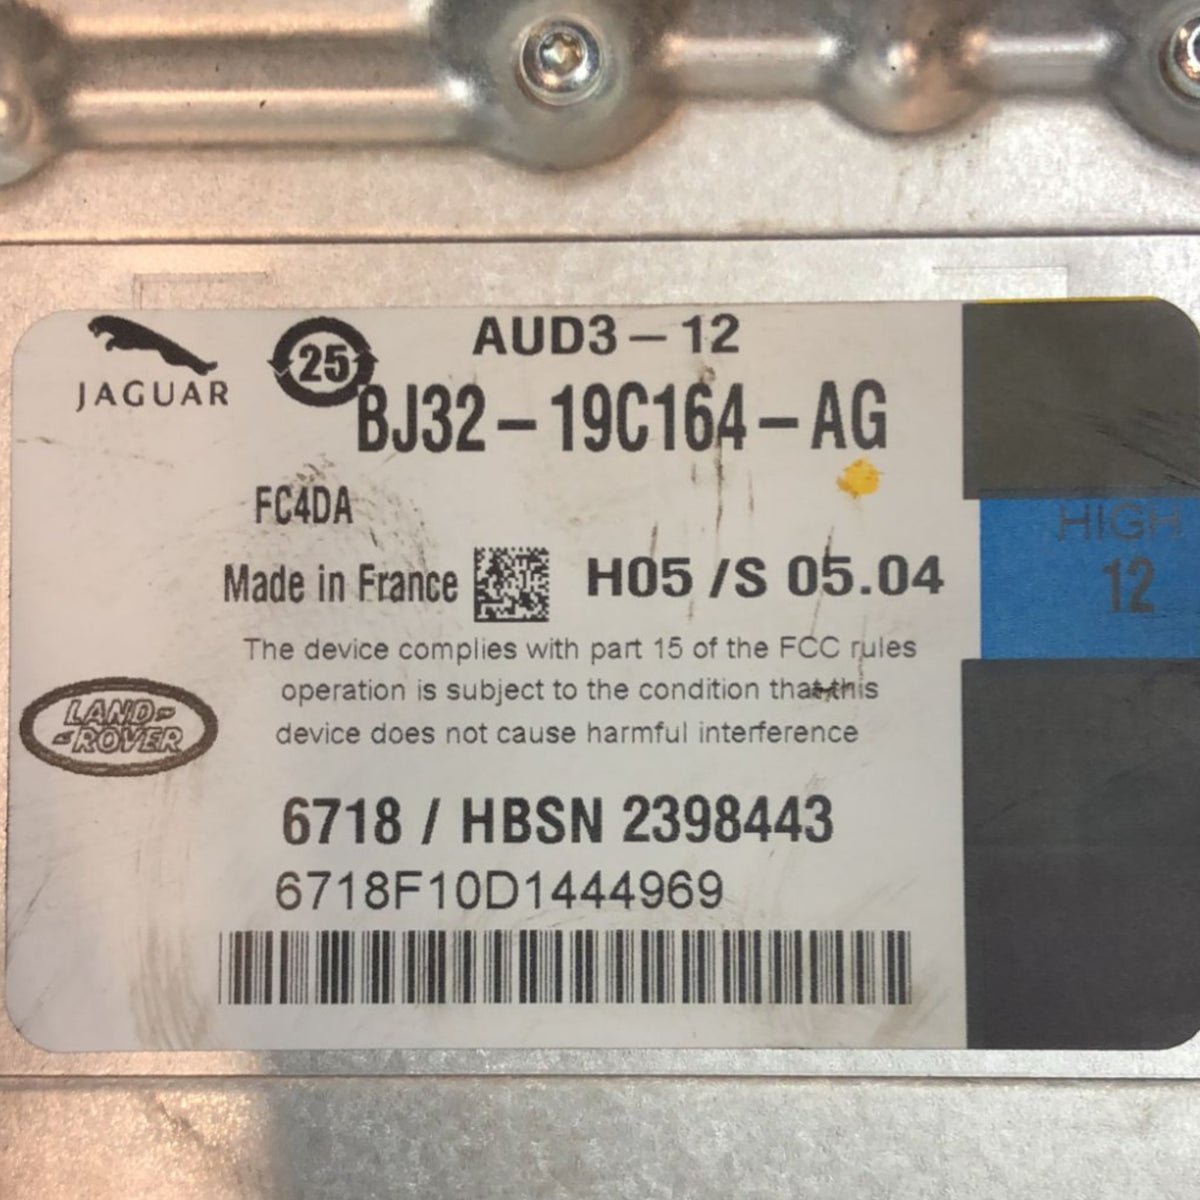 JAGUAR
25
AUD3-12
BJ32-19C164-AG
FC4DA
Made in France
H05 /S 05.04
HIGH
12
The device complies with part 15 of the FCC rules
operation is subject to the condition that this
device does not cause harmful interference
LAND-
-ROVER
6718 / HBSN 2398443
6718F10D1444969